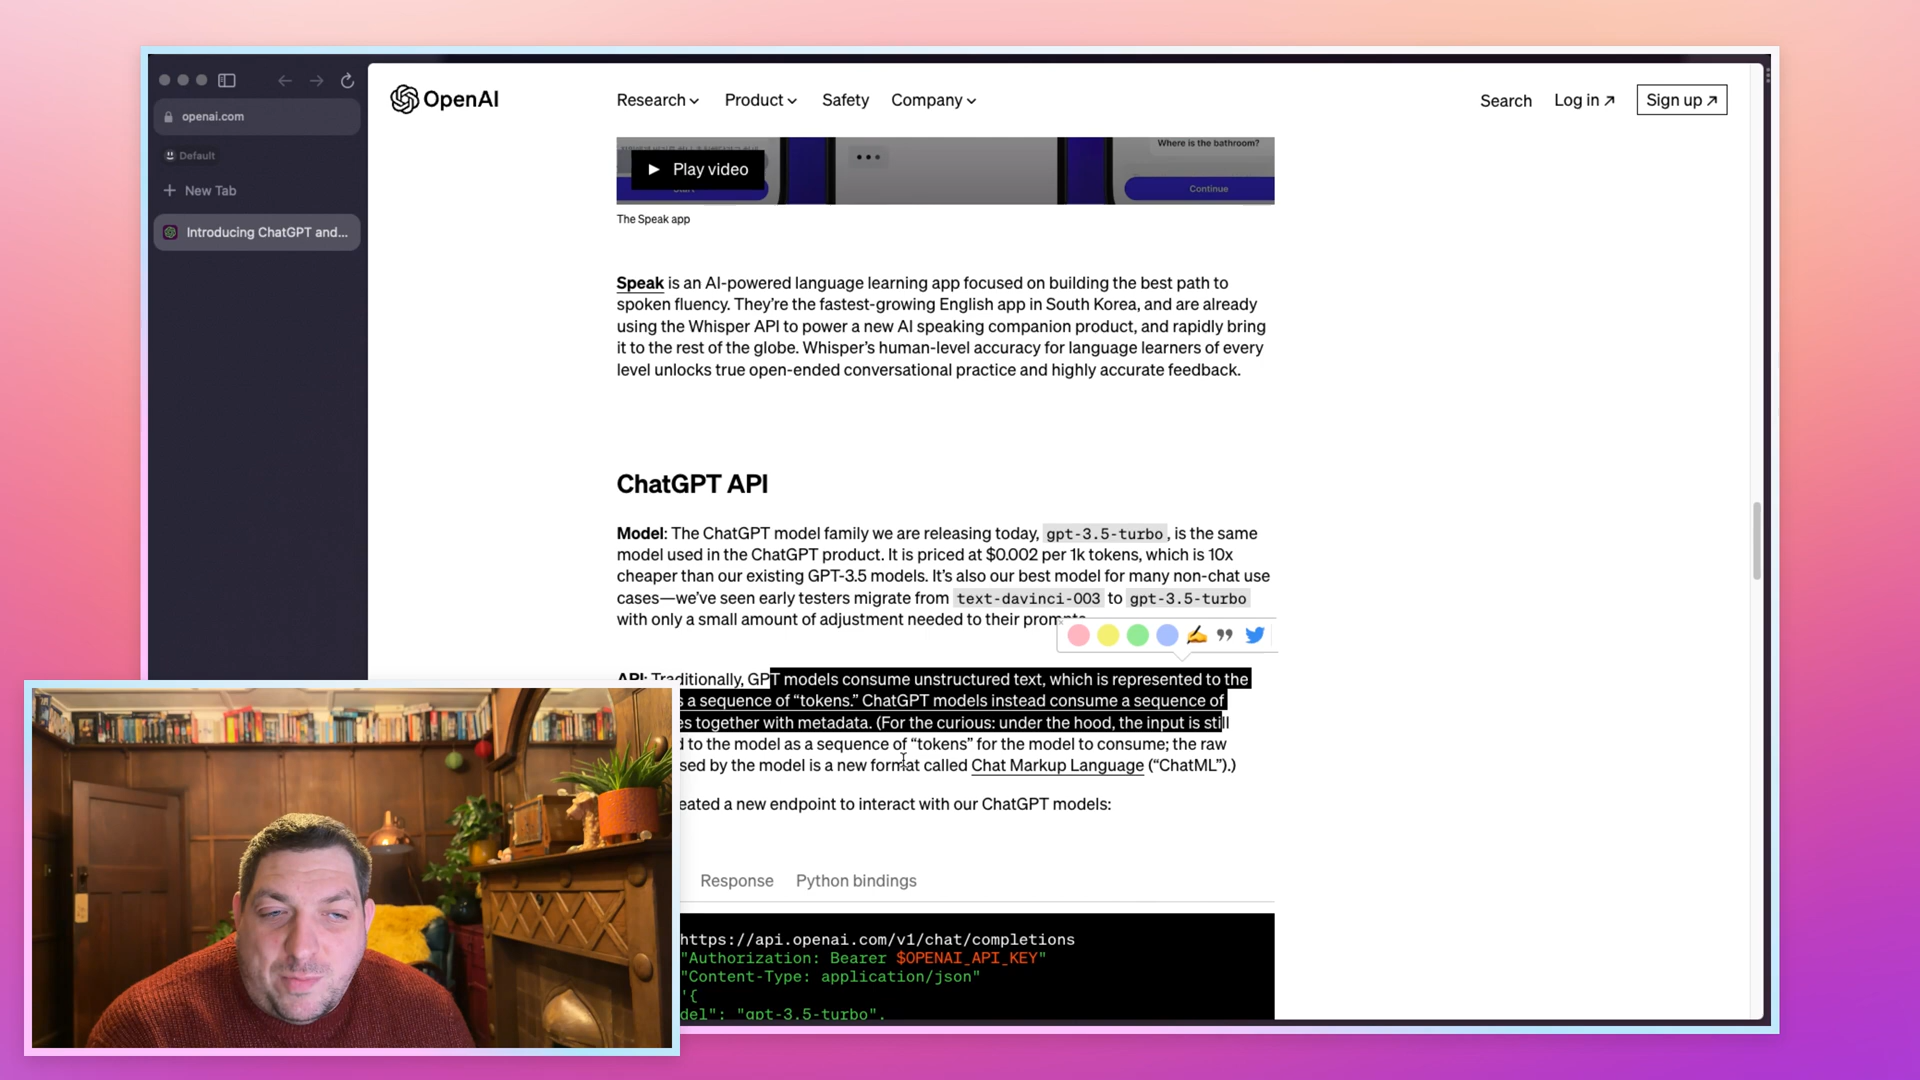 OpenAI
Research
Product
Safety
Company
Search
Log in ↗
Sign up ↗
openai.com
Default
+ New Tab
Introducing ChatGPT and...
Play video
Where is the bathroom?
Continue
The Speak app
Speak is an AI-powered language learning app focused on building the best path to
spoken fluency. They’re the fastest-growing English app in South Korea, and are already
using the Whisper API to power a new AI speaking companion product, and rapidly bring
it to the rest of the globe. Whisper’s human-level accuracy for language learners of every
level unlocks true open-ended conversational practice and highly accurate feedback.
ChatGPT API
Model: The ChatGPT model family we are releasing today, gpt-3.5-turbo, is the same
model used in the ChatGPT product. It is priced at $0.002 per 1k tokens, which is 10x
cheaper than our existing GPT-3.5 models. It’s also our best model for many non-chat use
cases—we’ve seen early testers migrate from text-davinci-003 to gpt-3.5-turbo
with only a small amount of adjustment needed to their prompts.
API: Traditionally, GPT models consume unstructured text, which is represented to the
s a sequence of “tokens.” ChatGPT models instead consume a sequence of
es together with metadata. (For the curious: under the hood, the input is still
d to the model as a sequence of “tokens” for the model to consume; the raw
sed by the model is a new format called Chat Markup Language (“ChatML”).)
eated a new endpoint to interact with our ChatGPT models:
Response
Python bindings
https://api.openai.com/v1/chat/completions
"Authorization: Bearer $OPENAI_API_KEY"
"Content-Type: application/json"
'{
del": "gpt-3.5-turbo",